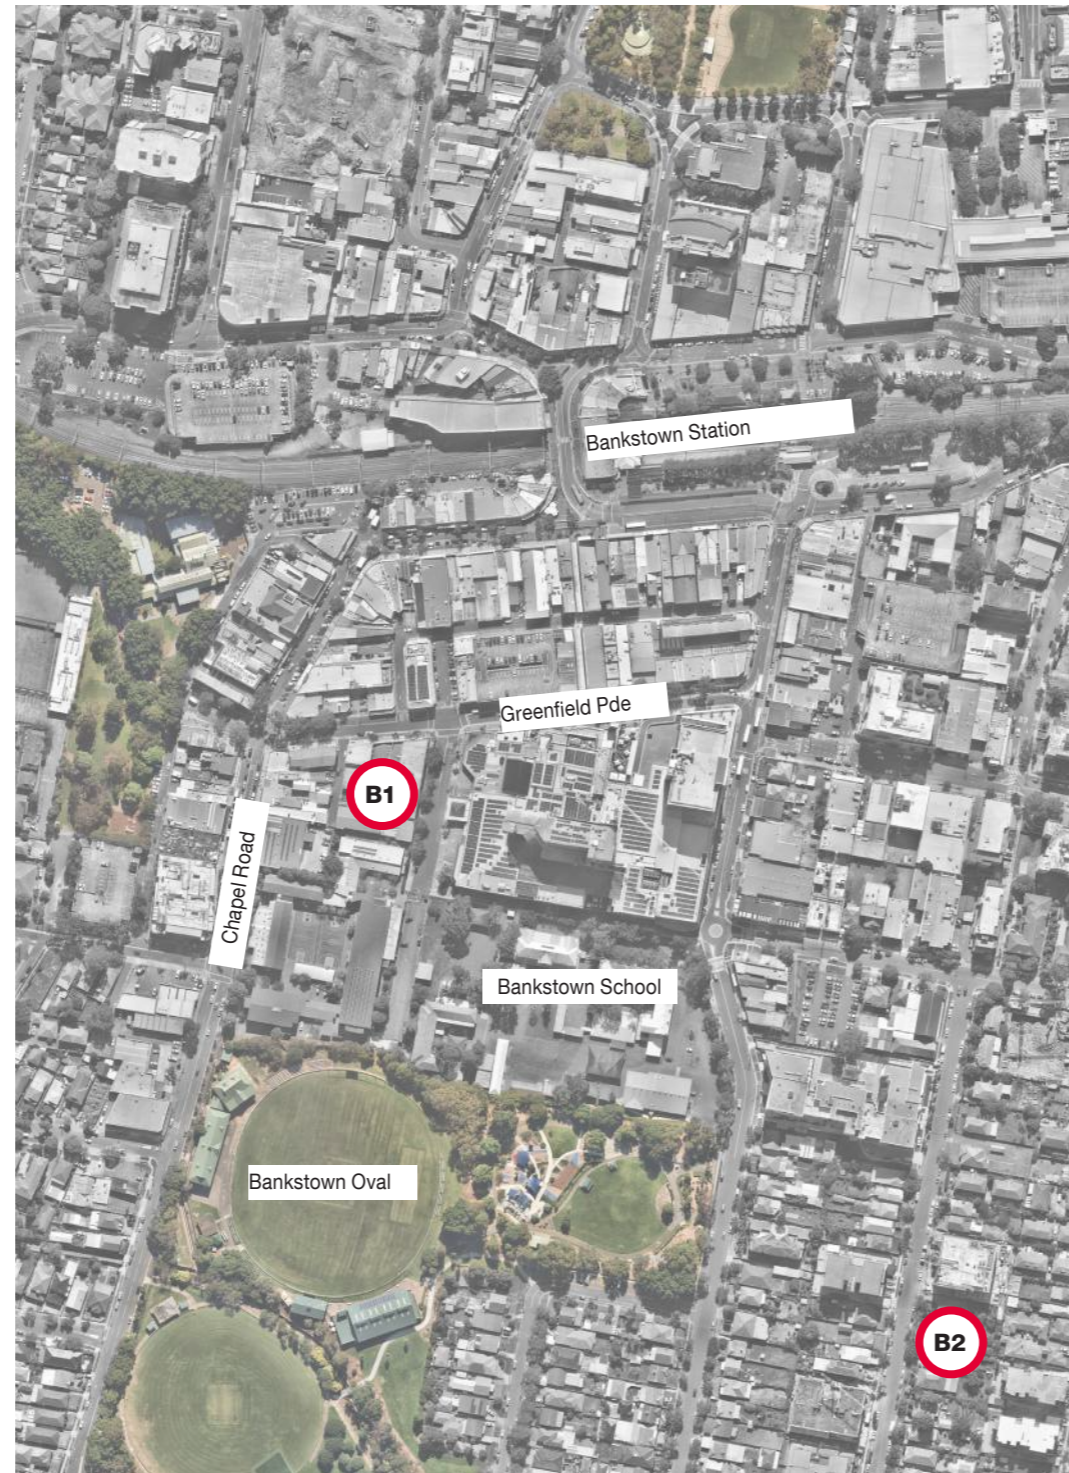 Bankstown Station
Greenfield Pde
B1
Chapel Road
Bankstown School
Bankstown Oval
B2